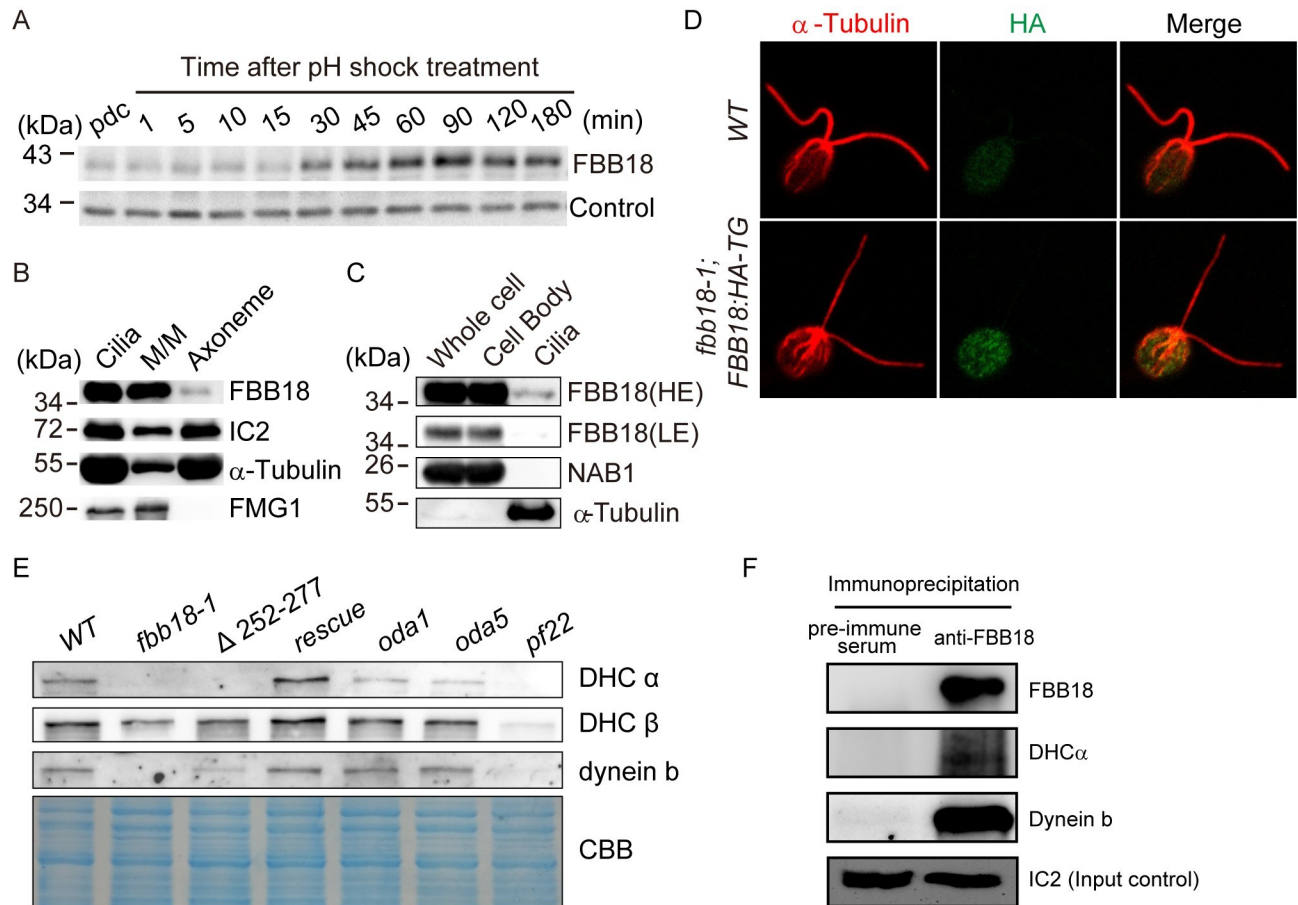 A
Time after pH shock treatment
(kDa) pdc 1 5 10 15 30 45 60 90 120 180 (min)
43
FBB18
34
Control
B
(kDa) Cilia M/M Axoneme
34 FBB18
72 IC2
55 α-Tubulin
250 FMG1
C
(kDa) Whole cell Cell Body Cilia
34 FBB18(HE)
34 FBB18(LE)
26 NAB1
55 α-Tubulin
D
α-Tubulin HA Merge
WT
fbb18-1;
FBB18:HA-TG
E
WT fbb18-1 Δ 252-277 rescue oda1 oda5 pf22
DHC α
DHC β
dynein b
CBB
F
Immunoprecipitation
pre-immune
serum
anti-FBB18
FBB18
DHCα
Dynein b
IC2 (Input control)